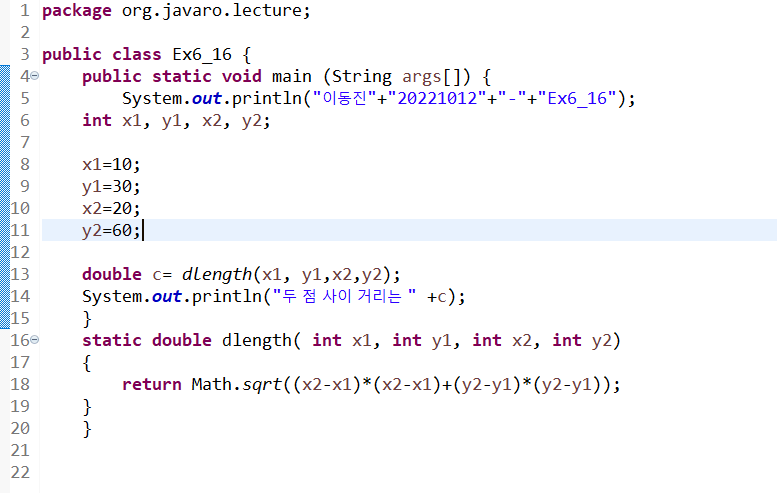 1 package org.javaro.lecture;
2
3 public class Ex6_16 {
4     public static void main (String args[]) {
5         System.out.println("이동진"+"20221012"+"-"+"Ex6_16");
6     int x1, y1, x2, y2;
7
8     x1=10;
9     y1=30;
10     x2=20;
11     y2=60;
12
13     double c= dlength(x1, y1,x2,y2);
14     System.out.println("두 점 사이 거리는 " +c);
15     }
16     static double dlength( int x1, int y1, int x2, int y2)
17     {
18         return Math.sqrt((x2-x1)*(x2-x1)+(y2-y1)*(y2-y1));
19     }
20     }
21
22